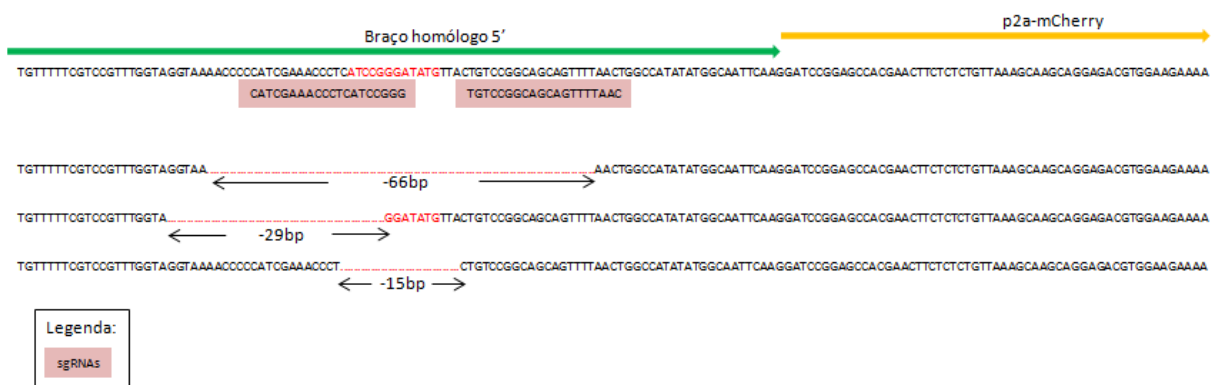 Braço homólogo 5'
p2a-mCherry
TGTTTTTCGTCCGTTTGGTAGGTAAAACCCCCATCGAAACCCTCATCCGGGATATGTTACTGTCCGGCAGCAGTTTTAACTGGCCATATATGGCAATTCAAGGATCCGGAGCCACGAACTTCTCTCTGTTAAAGCAAGCAGGAGACGTGGAAGAAAA
CATCGAAACCCTCATCCGGG TGTCCGGCAGCAGTTTTAAC
TGTTTTTCGTCCGTTTGGTAGGTAA..................................................................AACTGGCCATATATGGCAATTCAAGGATCCGGAGCCACGAACTTCTCTCTGTTAAAGCAAGCAGGAGACGTGGAAGAAAA
-66bp
TGTTTTTCGTCCGTTTGGTA.............................GGATATGTTACTGTCCGGCAGCAGTTTTAACTGGCCATATATGGCAATTCAAGGATCCGGAGCCACGAACTTCTCTCTGTTAAAGCAAGCAGGAGACGTGGAAGAAAA
-29bp
TGTTTTTCGTCCGTTTGGTAGGTAAAACCCCCATCGAAACCCT...............CTGTCCGGCAGCAGTTTTAACTGGCCATATATGGCAATTCAAGGATCCGGAGCCACGAACTTCTCTCTGTTAAAGCAAGCAGGAGACGTGGAAGAAAA
-15bp
Legenda:
sgRNAs